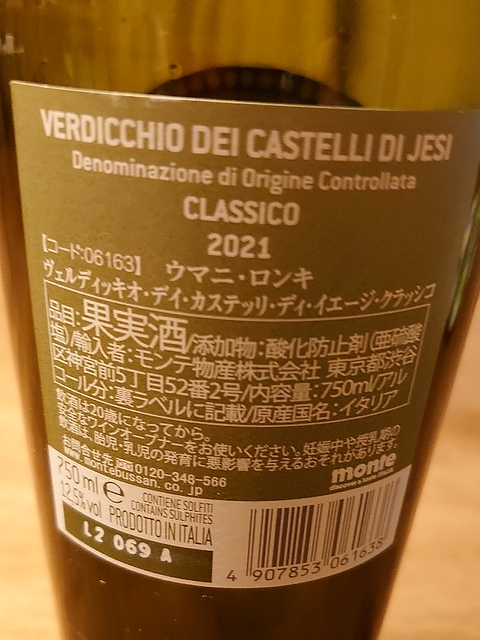 VERDICCHIO DEI CASTELLI DI JESI
Denominazione di Origine Controllata
CLASSICO
2021
【コード:06163】 ウマニ・ロンキ
ヴェルディッキオ・デイ・カステッリ・ディ・イエージ・クラッシコ
品目:果実酒/添加物:酸化防止剤(亜硫酸
塩)/輸入者:モンテ物産株式会社 東京都渋谷
区神宮前5丁目52番2号/内容量:750ml/アル
コール分:裏ラベルに記載/原産国名:イタリア
飲酒は20歳になってから。
安全なワインオープナーをお使いください。妊娠中や授乳期の
飲酒は、胎児・乳児の発育に悪影響を与えるおそれがあります。
お問合せ先 0120-348-566
www.montebussan.co.jp
monte
discover a taste ITALIA
750 ml e
12.5% vol
CONTIENE SOLFITI
CONTAINS SULPHITES
PRODOTTO IN ITALIA
L2 069 A
4 907853 061638